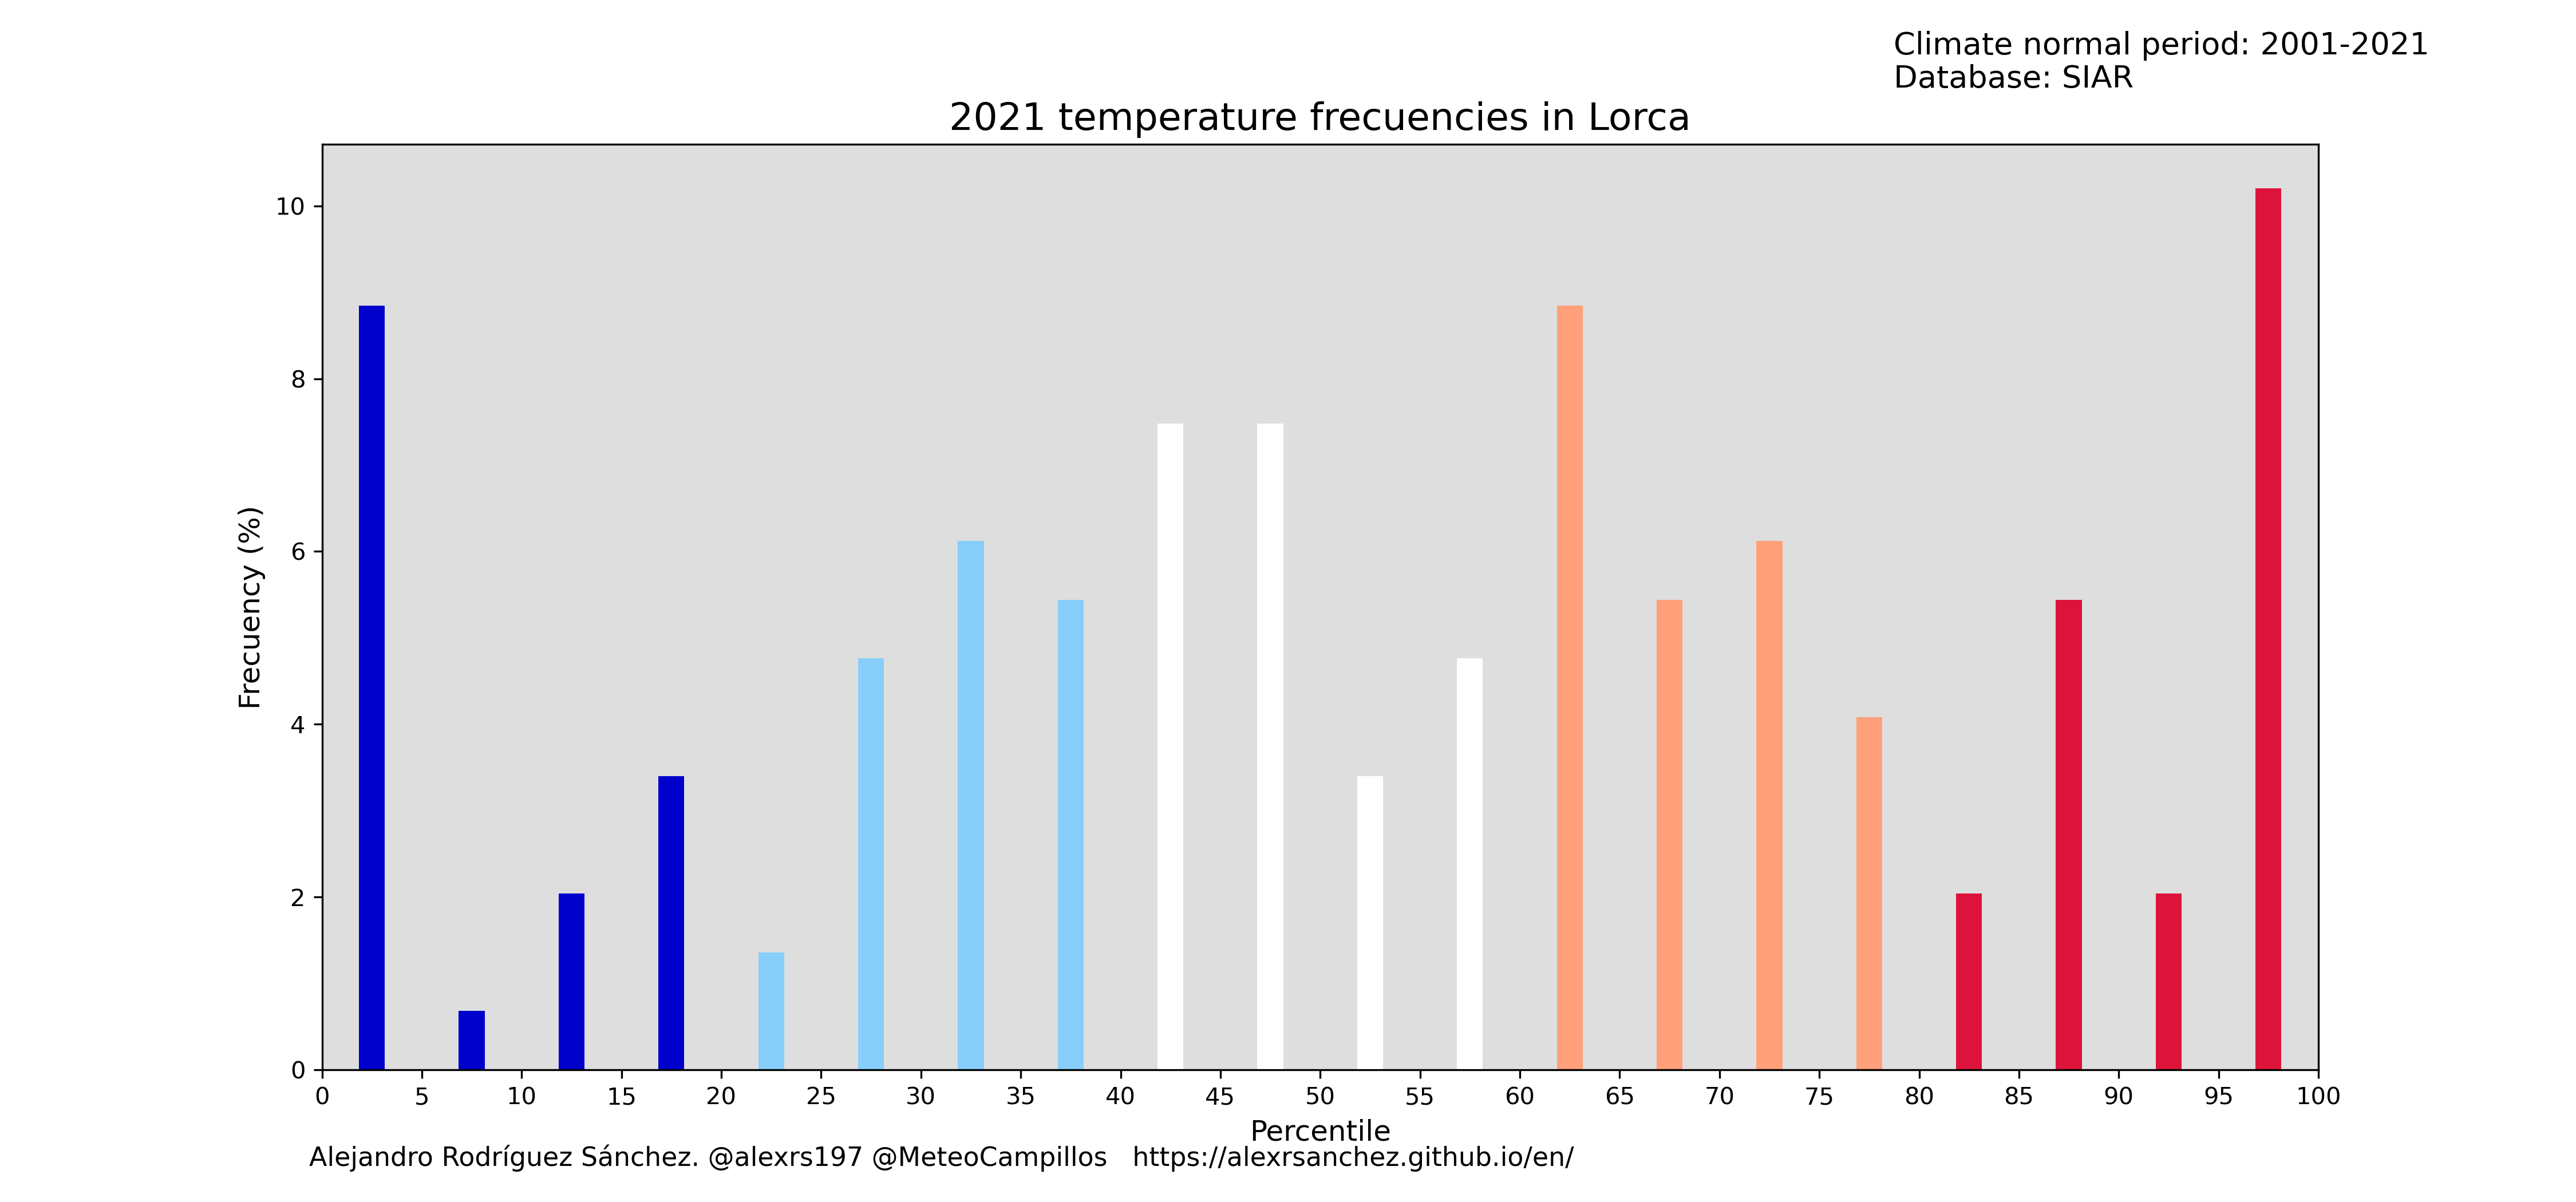 Climate normal period: 2001-2021
Database: SIAR
2021 temperature frecuencies in Lorca
Frecuency (%)
10
8
6
4
2
0
0 5 10 15 20 25 30 35 40 45 50 55 60 65 70 75 80 85 90 95 100
Percentile
Alejandro Rodríguez Sánchez. @alexrs197 @MeteoCampillos https://alexrsanchez.github.io/en/